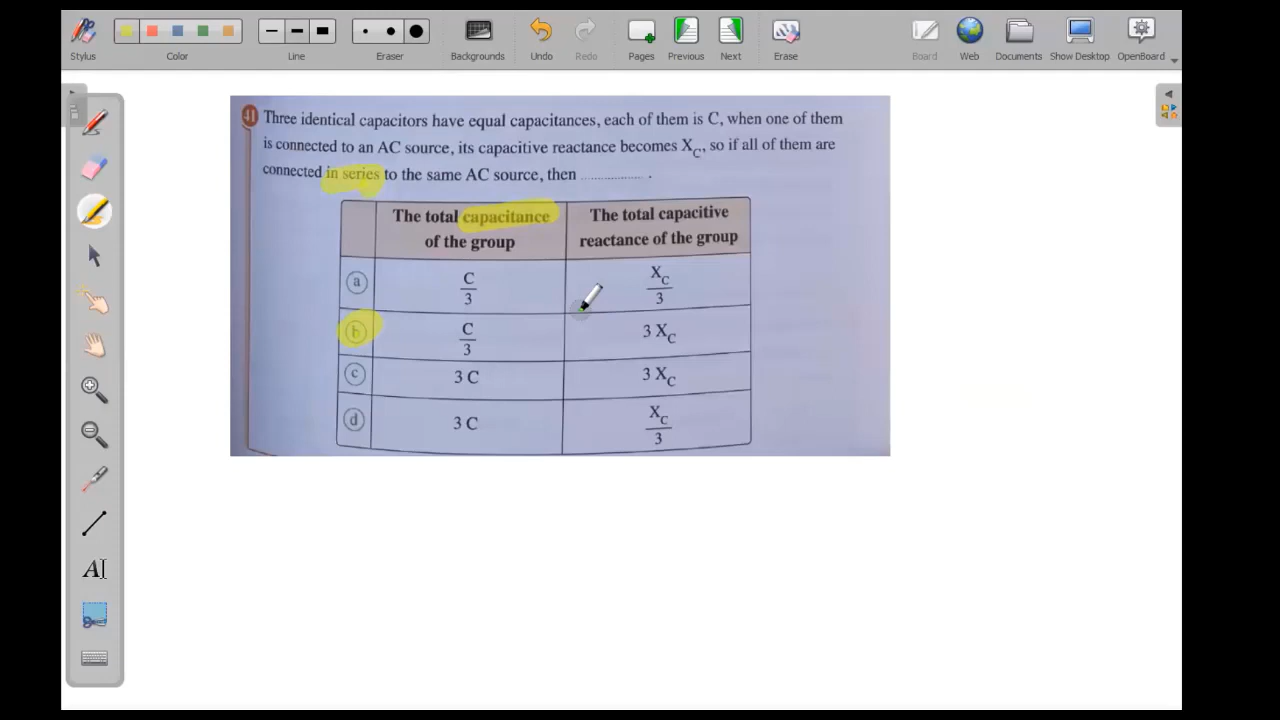 Stylus
Color
Line
Eraser
Backgrounds
Undo
Redo
Pages
Previous
Next
Erase
Board
Web
Documents
Show Desktop
OpenBoard
41 Three identical capacitors have equal capacitances, each of them is C, when one of them
is connected to an AC source, its capacitive reactance becomes X_C, so if all of them are
connected in series to the same AC source, then .................. .
The total capacitance
of the group
The total capacitive
reactance of the group
a C/3 X_C/3
b C/3 3 X_C
c 3 C 3 X_C
d 3 C X_C/3
AI